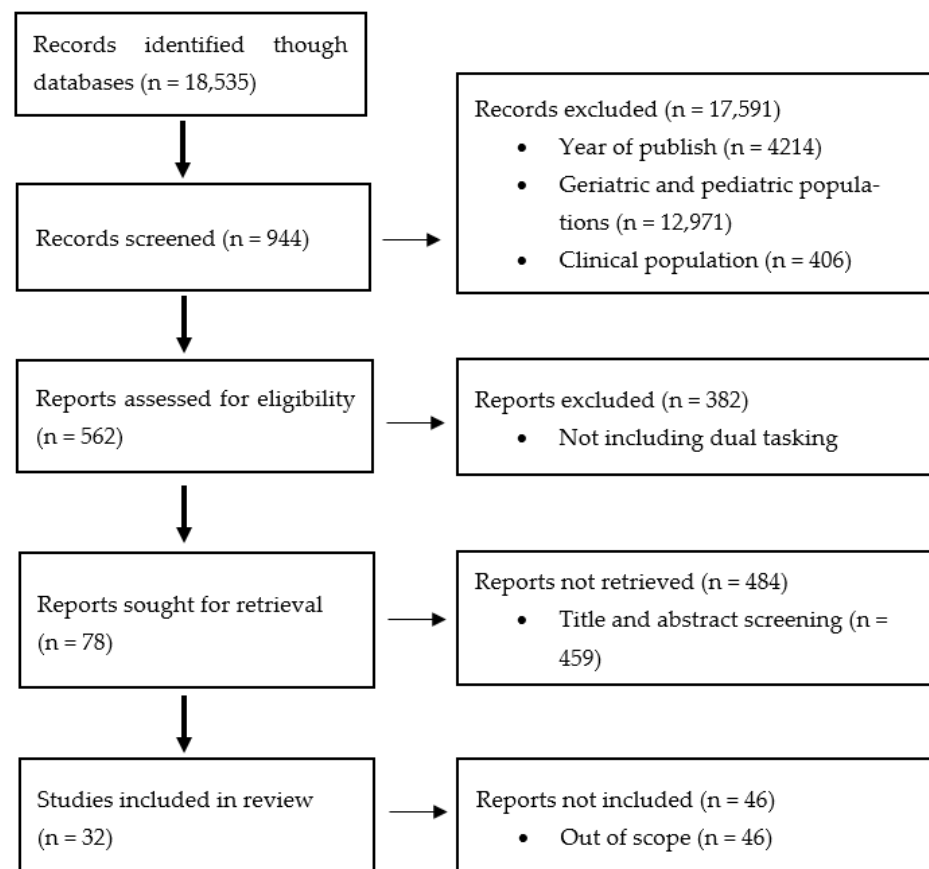 Records identified though
databases (n = 18,535)
Records excluded (n = 17,591)
• Year of publish (n = 4214)
• Geriatric and pediatric popula-
tions (n = 12,971)
• Clinical population (n = 406)
Records screened (n = 944)
Reports assessed for eligibility
(n = 562)
Reports excluded (n = 382)
• Not including dual tasking
Reports sought for retrieval
(n = 78)
Reports not retrieved (n = 484)
• Title and abstract screening (n =
459)
Studies included in review
(n = 32)
Reports not included (n = 46)
• Out of scope (n = 46)